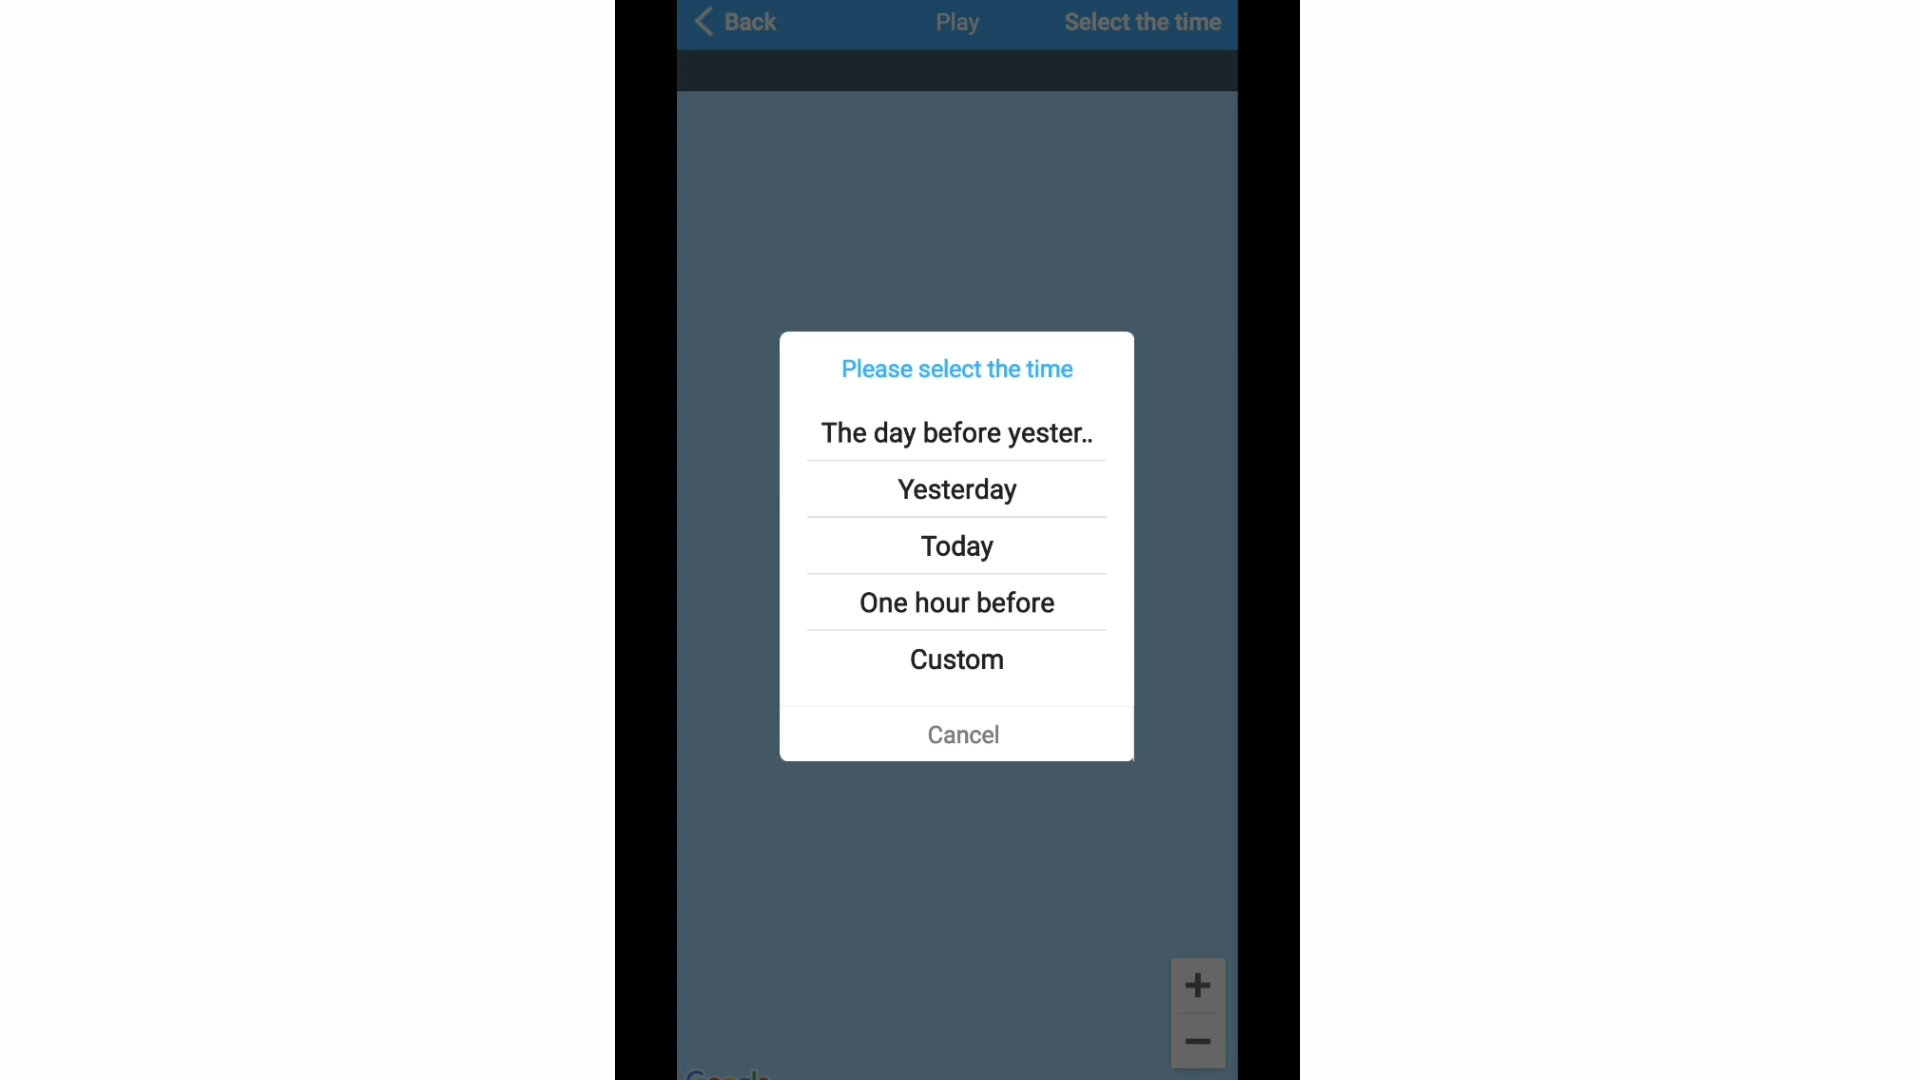 Back
Play
Select the time
Please select the time
The day before yester..
Yesterday
Today
One hour before
Custom
Cancel
+
−
Google